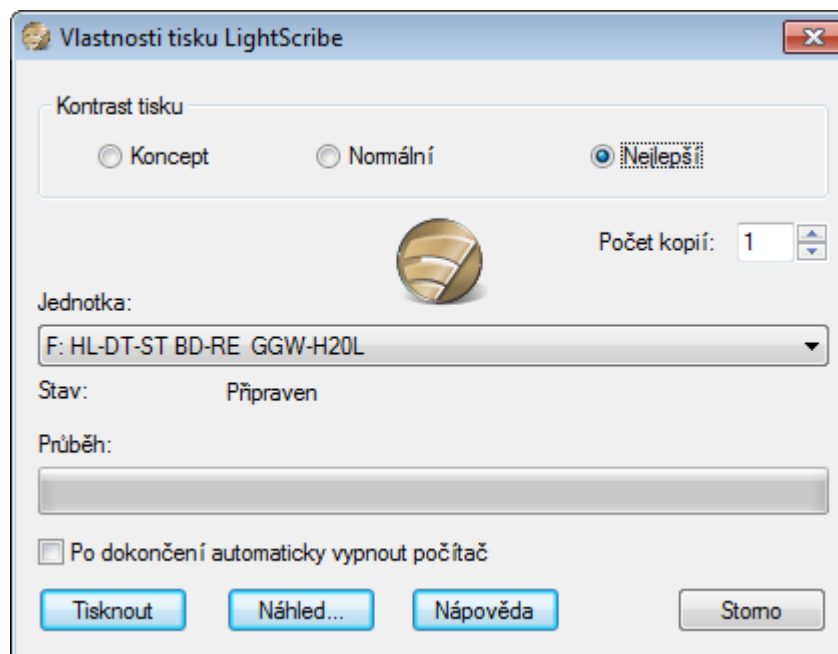 Vlastnosti tisku LightScribe
Kontrast tisku
Koncept Normální Nejlepší
Počet kopií: 1
Jednotka:
F: HL-DT-ST BD-RE GGW-H20L
Stav: Připraven
Průběh:
Po dokončení automaticky vypnout počítač
Tisknout Náhled... Nápověda Storno